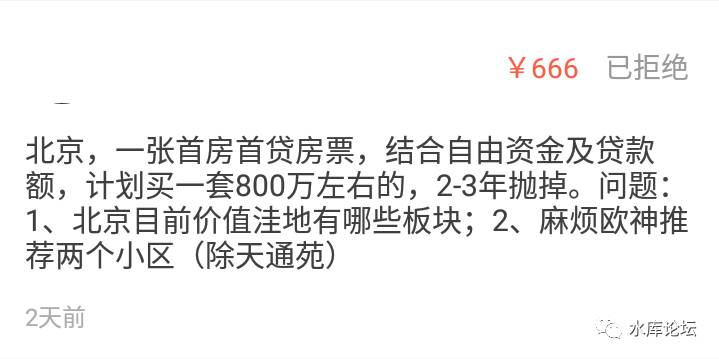 ￥666 已拒绝
北京，一张首房首贷房票，结合自由资金及贷款
额，计划买一套800万左右的，2-3年抛掉。问题：
1、北京目前价值洼地有哪些板块；2、麻烦欧神推
荐两个小区（除天通苑）
2天前
水库论坛